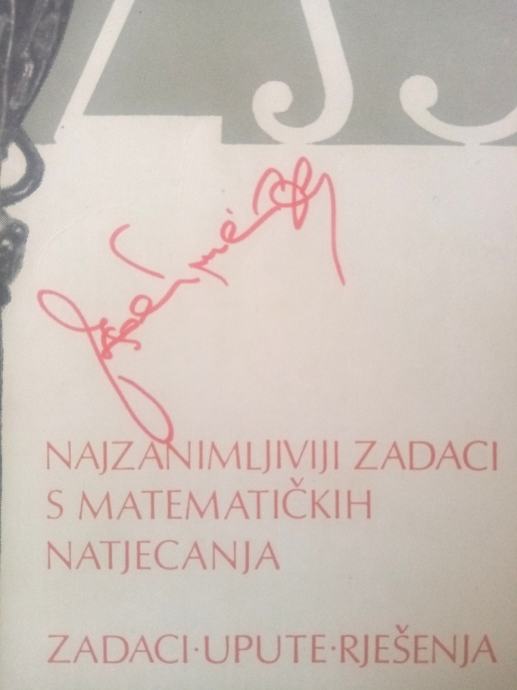 NAJZANIMLJIVIJI ZADACI
S MATEMATIČKIH
NATJECANJA
ZADACI·UPUTE·RJEŠENJA